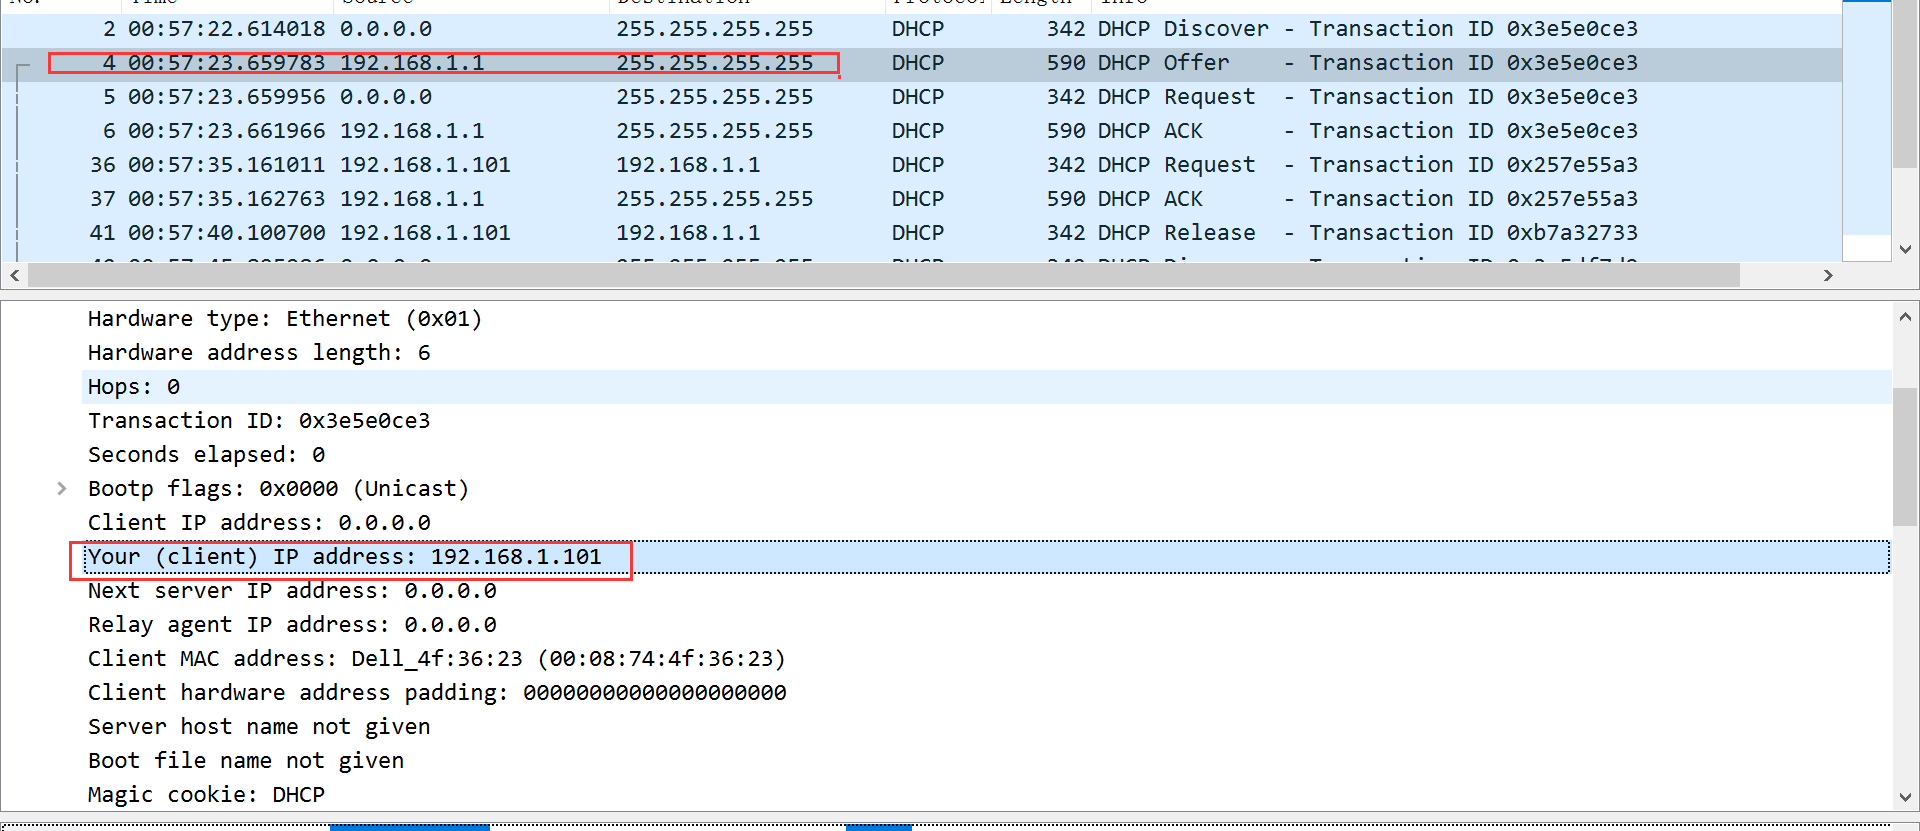 No. Time Source Destination Protocol Length Info
2 00:57:22.614018 0.0.0.0 255.255.255.255 DHCP 342 DHCP Discover - Transaction ID 0x3e5e0ce3
4 00:57:23.659783 192.168.1.1 255.255.255.255 DHCP 590 DHCP Offer - Transaction ID 0x3e5e0ce3
5 00:57:23.659956 0.0.0.0 255.255.255.255 DHCP 342 DHCP Request - Transaction ID 0x3e5e0ce3
6 00:57:23.661966 192.168.1.1 255.255.255.255 DHCP 590 DHCP ACK - Transaction ID 0x3e5e0ce3
36 00:57:35.161011 192.168.1.101 192.168.1.1 DHCP 342 DHCP Request - Transaction ID 0x257e55a3
37 00:57:35.162763 192.168.1.1 255.255.255.255 DHCP 590 DHCP ACK - Transaction ID 0x257e55a3
41 00:57:40.100700 192.168.1.101 192.168.1.1 DHCP 342 DHCP Release - Transaction ID 0xb7a32733
Hardware type: Ethernet (0x01)
Hardware address length: 6
Hops: 0
Transaction ID: 0x3e5e0ce3
Seconds elapsed: 0
Bootp flags: 0x0000 (Unicast)
Client IP address: 0.0.0.0
Your (client) IP address: 192.168.1.101
Next server IP address: 0.0.0.0
Relay agent IP address: 0.0.0.0
Client MAC address: Dell_4f:36:23 (00:08:74:4f:36:23)
Client hardware address padding: 00000000000000000000
Server host name not given
Boot file name not given
Magic cookie: DHCP